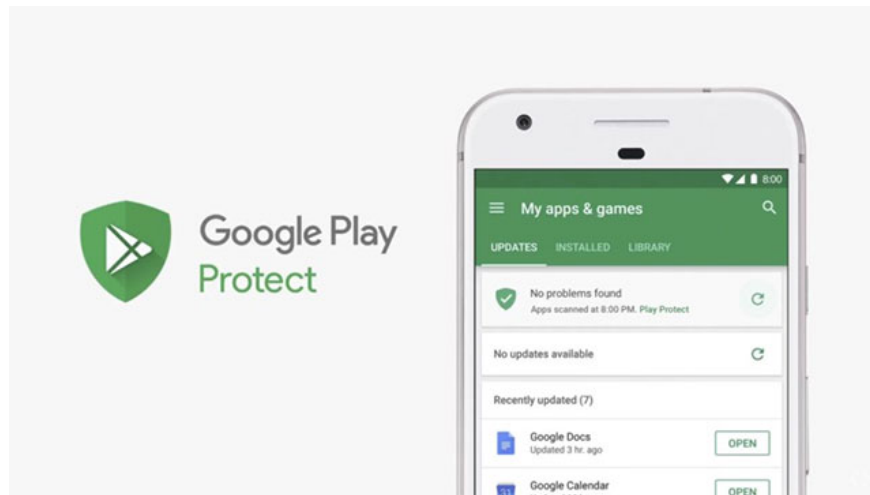 Google Play
Protect
8:00
My apps & games
UPDATES INSTALLED LIBRARY
No problems found
Apps scanned at 8:00 PM. Play Protect
No updates available
Recently updated (7)
Google Docs
Updated 3 hr. ago
OPEN
31
Google Calendar
OPEN